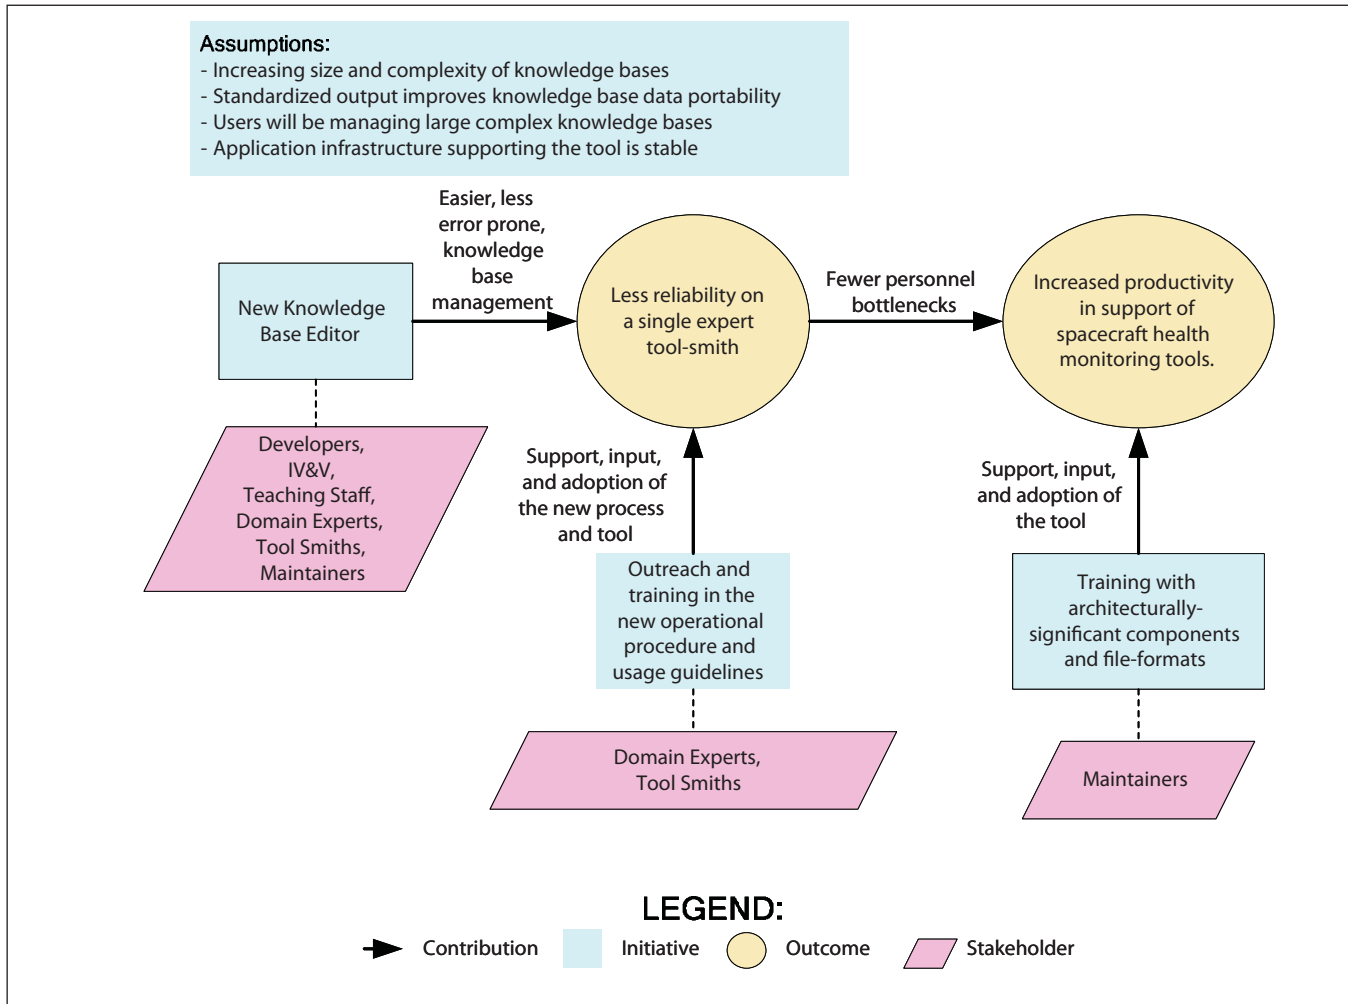 Assumptions:
- Increasing size and complexity of knowledge bases
- Standardized output improves knowledge base data portability
- Users will be managing large complex knowledge bases
- Application infrastructure supporting the tool is stable
Easier, less
error prone,
knowledge
base
management
New Knowledge
Base Editor
Less reliability on
a single expert
tool-smith
Fewer personnel
bottlenecks
Increased productivity
in support of
spacecraft health
monitoring tools.
Developers,
IV&V,
Teaching Staff,
Domain Experts,
Tool Smiths,
Maintainers
Support, input,
and adoption of
the new process
and tool
Support, input,
and adoption of
the tool
Outreach and
training in the
new operational
procedure and
usage guidelines
Training with
architecturally-
significant components
and file-formats
Domain Experts,
Tool Smiths
Maintainers
LEGEND:
Contribution
Initiative
Outcome
Stakeholder